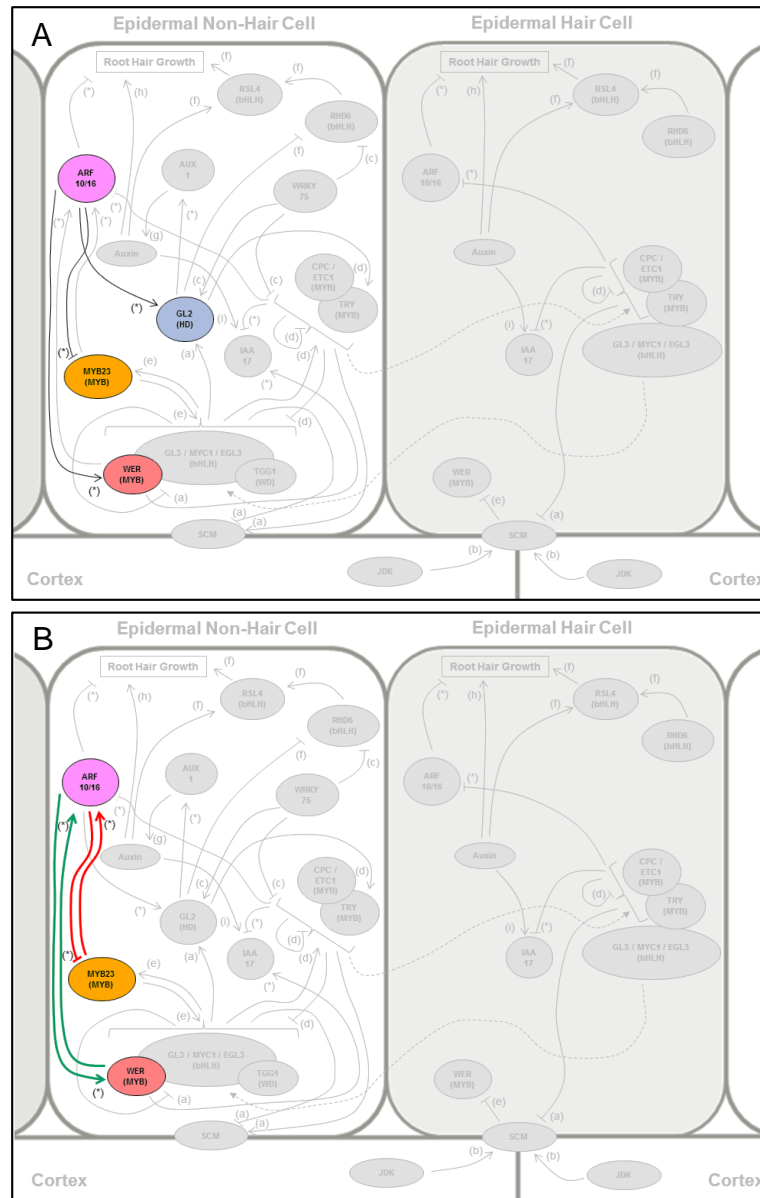 A
Epidermal Non-Hair Cell
Epidermal Hair Cell
Root Hair Growth
(*)
(h)
(f)
(f)
RSL4
(bHLH)
RHD6
(bHLH)
(f)
(c)
ARF
10/16
AUX
1
WRKY
75
(*)
(*)
(*)
(*)
Auxin
(g)
(c)
(c)
(d)
CPC /
ETC1
(MYB)
TRY
(MYB)
(*)
GL2
(HD)
(i)
(*)
(d)
IAA
17
(*)
(a)
(d)
(*)
MYB23
(MYB)
(e)
(e)
(d)
GL3 / MYC1 / EGL3
(bHLH)
WER
(MYB)
TGG1
(WD)
(*)
(a)
(a)
(a)
SCM
Root Hair Growth
(*)
(h)
(f)
(f)
RSL4
(bHLH)
RHD6
(bHLH)
ARF
10/16
(*)
Auxin
CPC /
ETC1
(MYB)
(d)
TRY
(MYB)
(i)
(*)
IAA
17
GL3 / MYC1 / EGL3
(bHLH)
WER
(MYB)
(e)
(a)
SCM
(b)
(b)
JDK
JDK
Cortex
Cortex
B
Epidermal Non-Hair Cell
Epidermal Hair Cell
Root Hair Growth
(*)
(h)
(f)
(f)
RSL4
(bHLH)
RHD6
(bHLH)
(f)
(c)
ARF
10/16
AUX
1
WRKY
75
(*)
(*)
(*)
(*)
Auxin
(g)
(c)
(c)
(d)
CPC /
ETC1
(MYB)
TRY
(MYB)
(*)
GL2
(HD)
(i)
(*)
(d)
IAA
17
(*)
(a)
(d)
(*)
MYB23
(MYB)
(e)
(e)
(d)
GL3 / MYC1 / EGL3
(bHLH)
WER
(MYB)
TGG1
(WD)
(*)
(a)
(a)
(a)
SCM
Root Hair Growth
(*)
(h)
(f)
(f)
RSL4
(bHLH)
RHD6
(bHLH)
ARF
10/16
(*)
Auxin
CPC /
ETC1
(MYB)
(d)
TRY
(MYB)
(i)
(*)
IAA
17
GL3 / MYC1 / EGL3
(bHLH)
WER
(MYB)
(e)
(a)
SCM
(b)
(b)
JDK
JDK
Cortex
Cortex